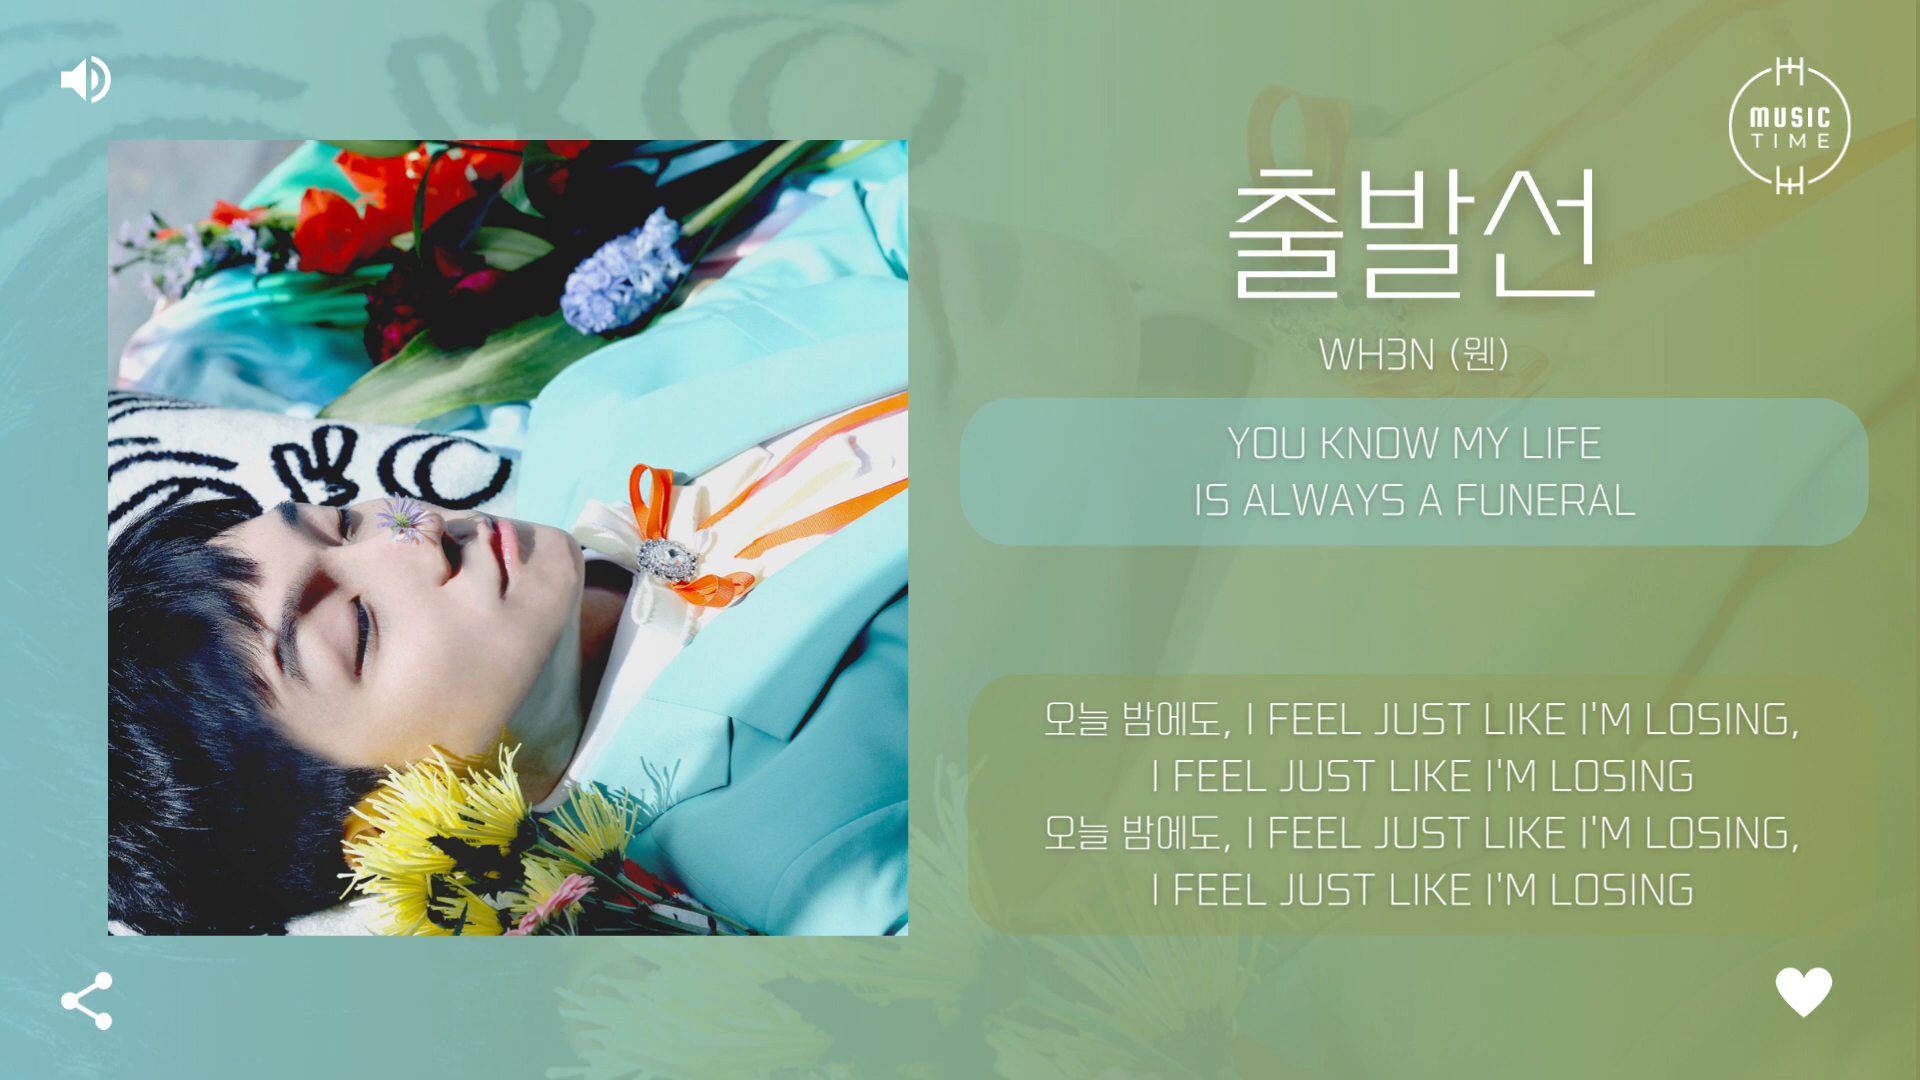 MUSIC
TIME
출발선
WH3N (웬)
YOU KNOW MY LIFE
IS ALWAYS A FUNERAL
오늘 밤에도, I FEEL JUST LIKE I'M LOSING,
I FEEL JUST LIKE I'M LOSING
오늘 밤에도, I FEEL JUST LIKE I'M LOSING,
I FEEL JUST LIKE I'M LOSING